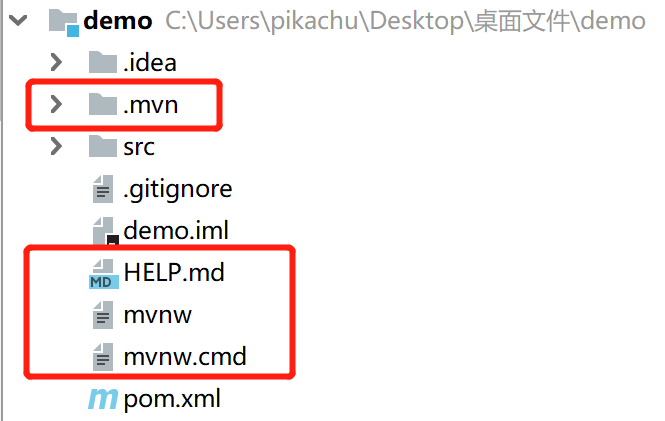 demo C:\Users\pikachu\Desktop\桌面文件\demo
.idea
.mvn
src
.gitignore
demo.iml
MD HELP.md
mvnw
mvnw.cmd
m pom.xml